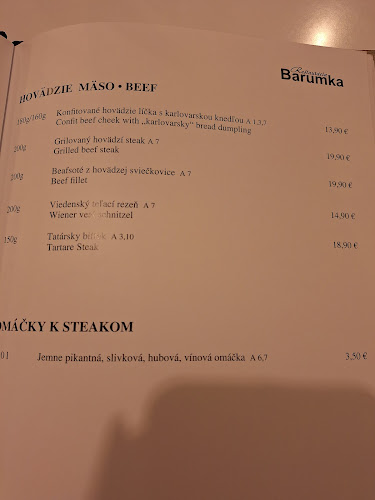 HOVÄDZIE MÄSO • BEEF
Reštaurácia
Barumka
180g/160g Konfitované hovädzie líčka s karlovarskou knedľou A 1,3,7
Confit beef cheek with „karlovarsky" bread dumpling 13,90 €
200g Grilovaný hovädzí steak A 7
Grilled beef steak 19,90 €
200g Beafsoté z hovädzej sviečkovice A 7
Beef fillet 19,90 €
200g Viedenský teľací rezeň A 7
Wiener veal schnitzel 14,90 €
150g Tatársky biftek A 3,10
Tartare Steak 18,90 €
OMÁČKY K STEAKOM
Jemne pikantná, slivková, hubová, vínová omáčka A 6,7 3,50 €